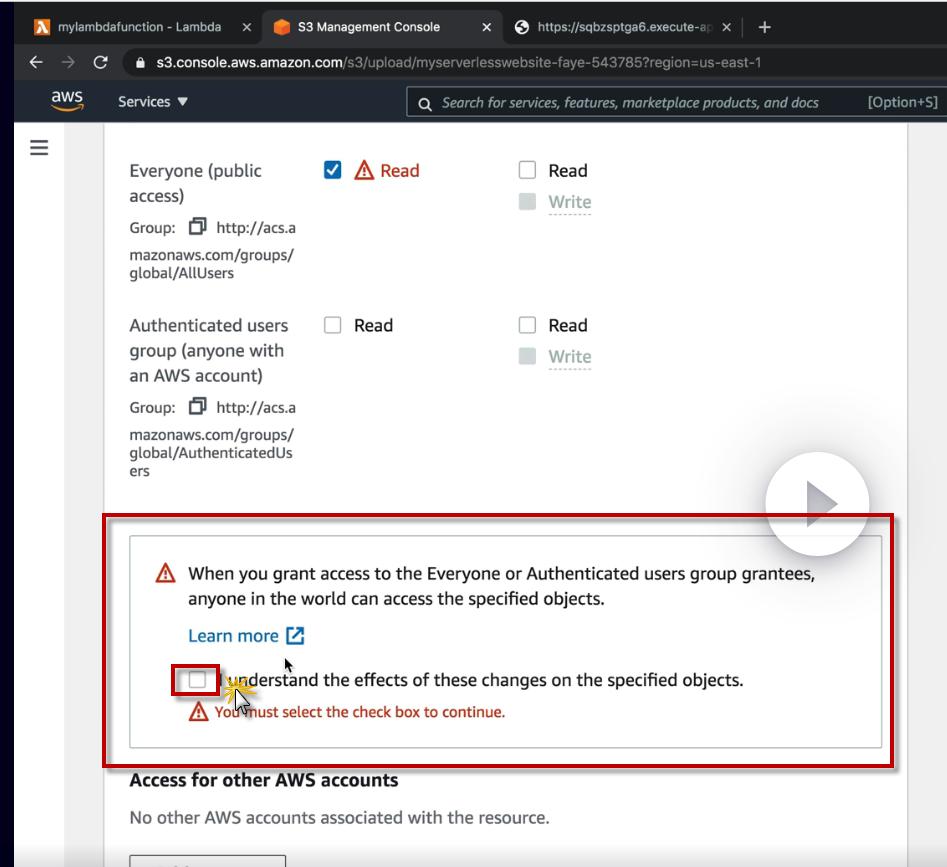 mylambdafunction - Lambda
S3 Management Console
https://sqbzsptga6.execute-ap
s3.console.aws.amazon.com/s3/upload/myserverlesswebsite-faye-543785?region=us-east-1
aws
Services ▼
Search for services, features, marketplace products, and docs
[Option+S]
Everyone (public
access)
Group: http://acs.a
mazonaws.com/groups/
global/AllUsers
Read
Read
Write
Authenticated users
group (anyone with
an AWS account)
Group: http://acs.a
mazonaws.com/groups/
global/AuthenticatedUs
ers
Read
Read
Write
When you grant access to the Everyone or Authenticated users group grantees,
anyone in the world can access the specified objects.
Learn more
I understand the effects of these changes on the specified objects.
You must select the check box to continue.
Access for other AWS accounts
No other AWS accounts associated with the resource.